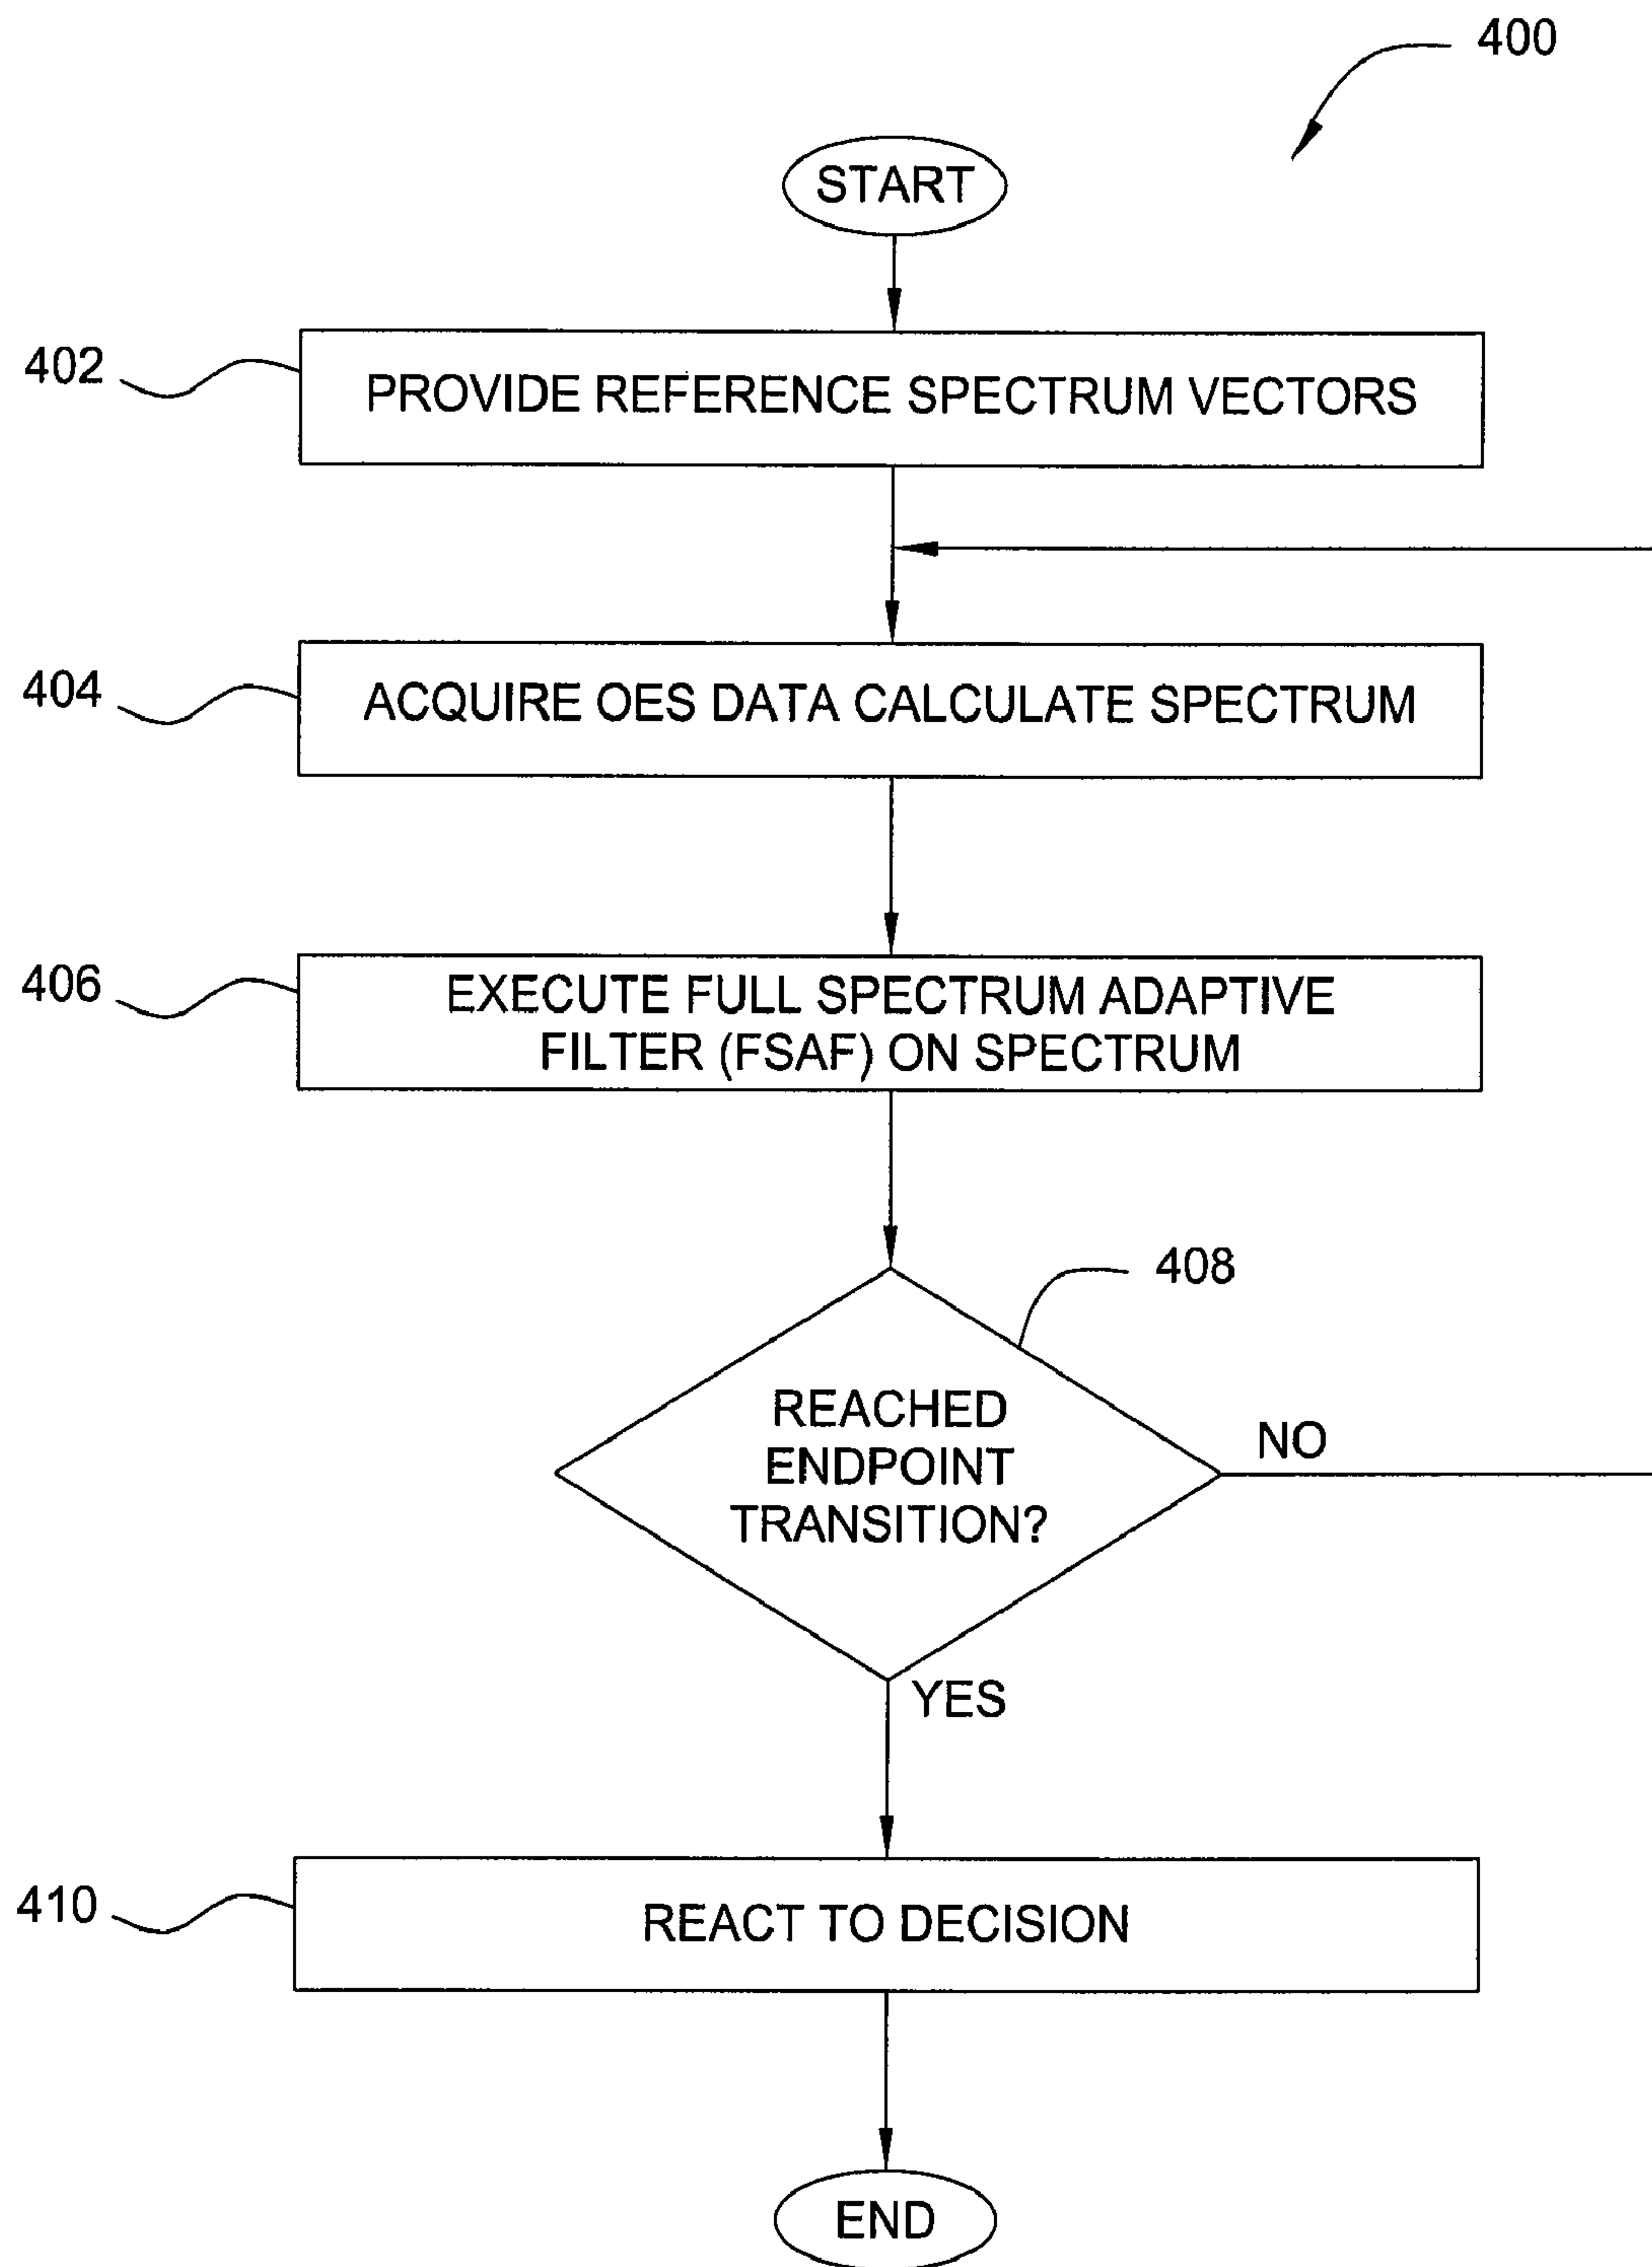 400
START
402
PROVIDE REFERENCE SPECTRUM VECTORS
404
ACQUIRE OES DATA CALCULATE SPECTRUM
406
EXECUTE FULL SPECTRUM ADAPTIVE
FILTER (FSAF) ON SPECTRUM
408
REACHED
ENDPOINT
TRANSITION?
NO
YES
410
REACT TO DECISION
END